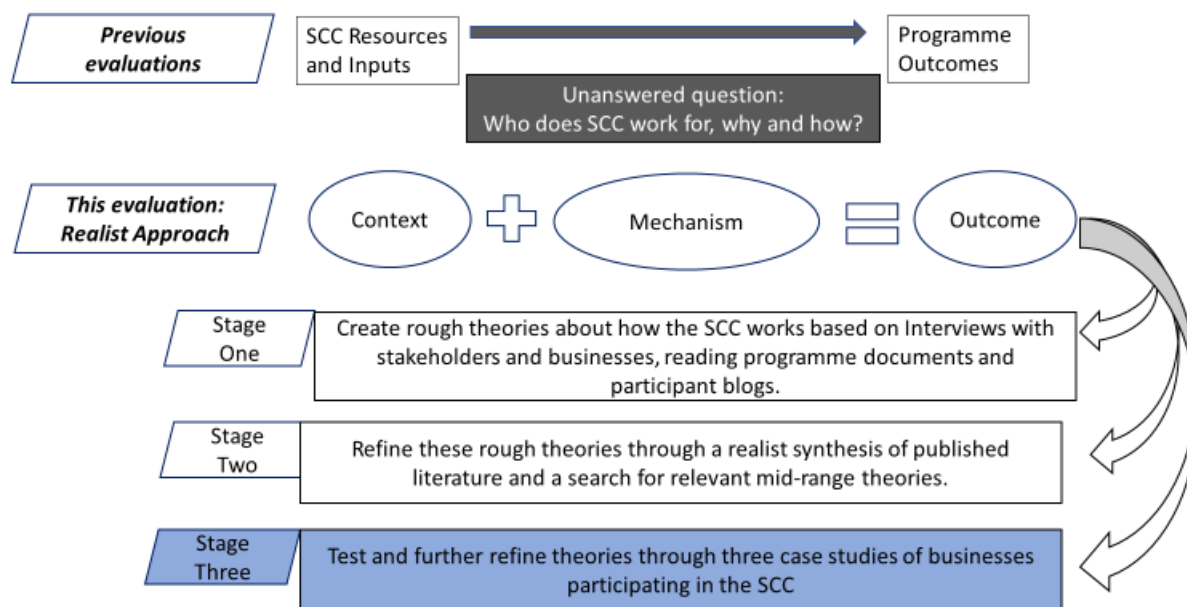 Previous
evaluations
SCC Resources
and Inputs
Programme
Outcomes
Unanswered question:
Who does SCC work for, why and how?
This evaluation:
Realist Approach
Context
Mechanism
Outcome
Stage
One
Create rough theories about how the SCC works based on Interviews with
stakeholders and businesses, reading programme documents and
participant blogs.
Stage
Two
Refine these rough theories through a realist synthesis of published
literature and a search for relevant mid-range theories.
Stage
Three
Test and further refine theories through three case studies of businesses
participating in the SCC